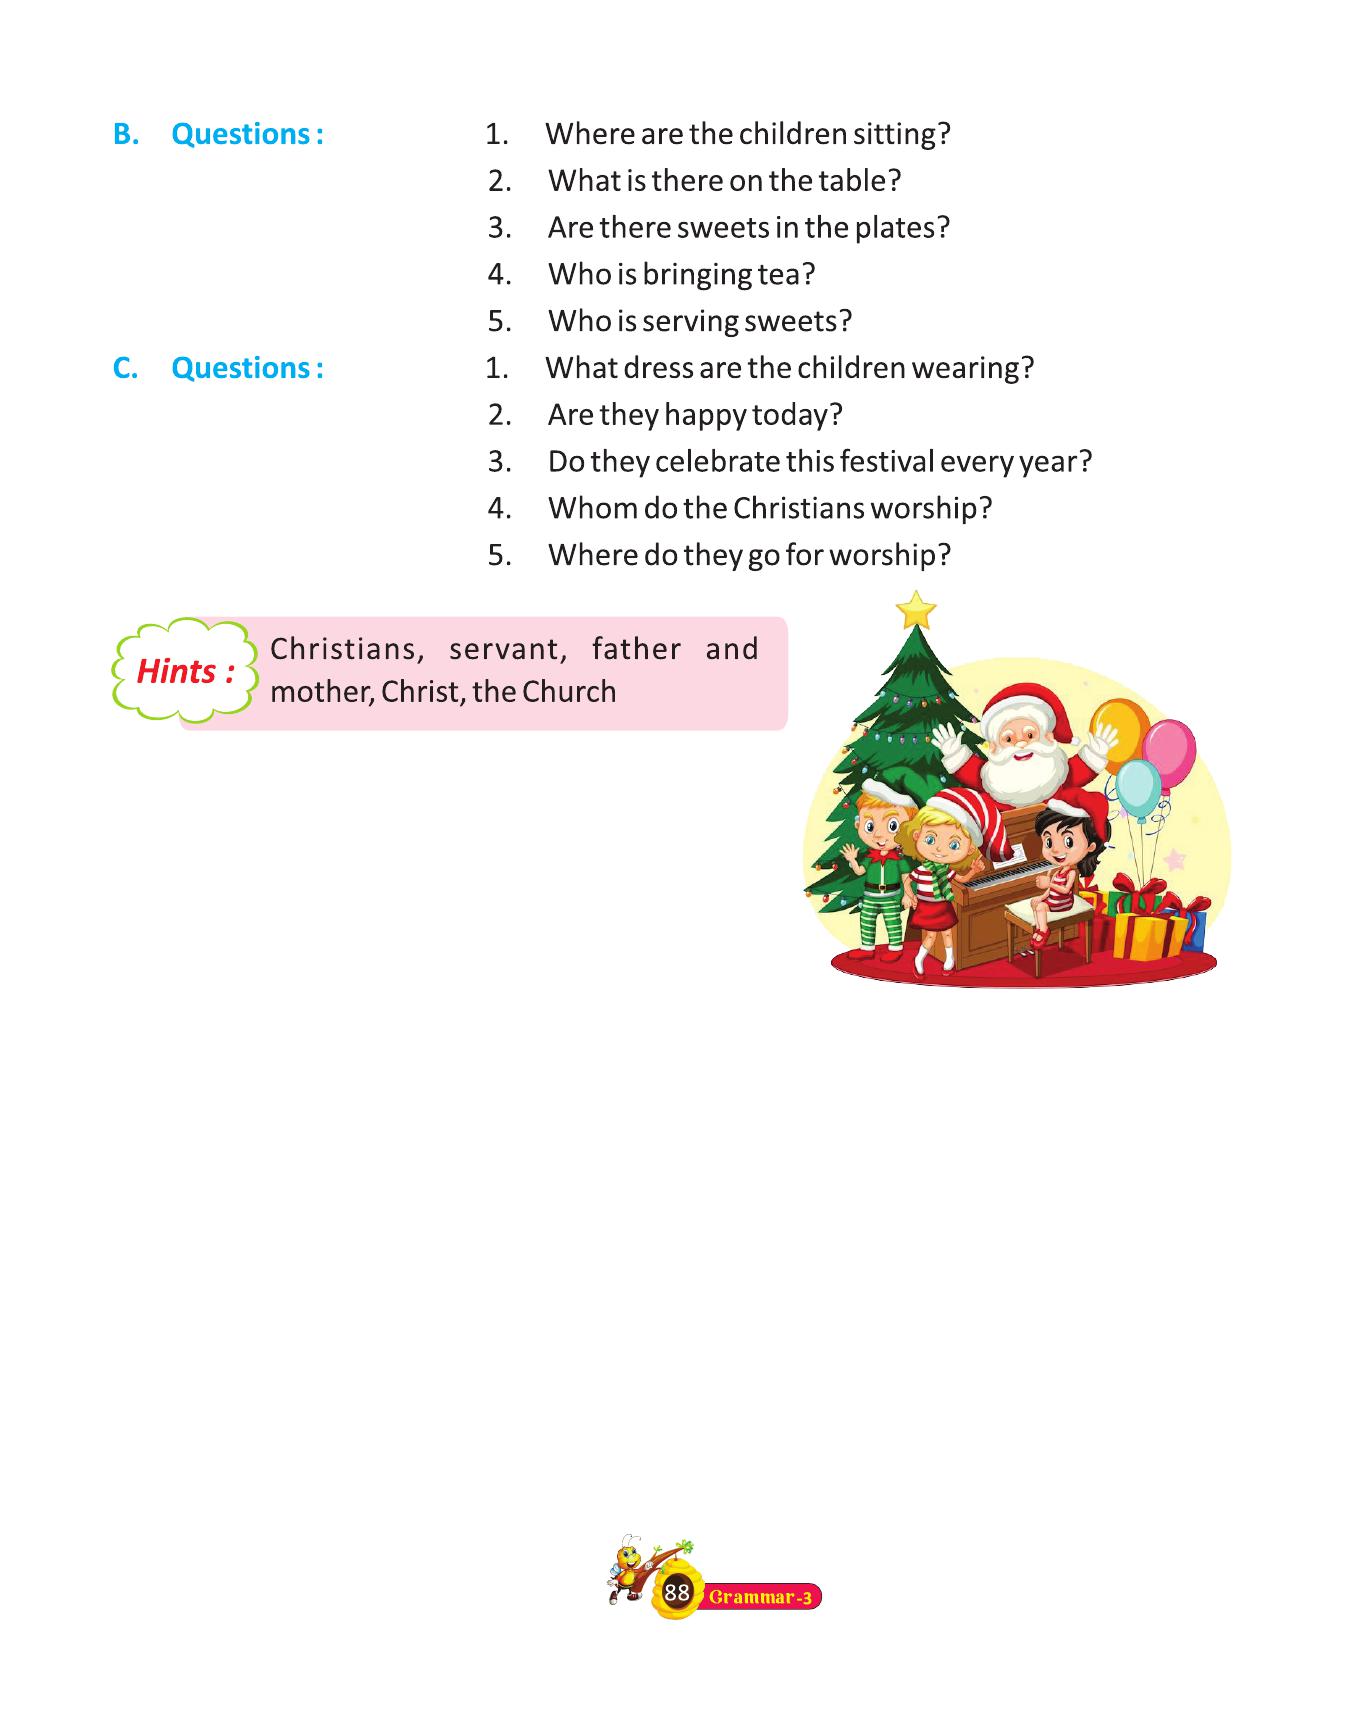 B. Questions : 1. Where are the children sitting?
2. What is there on the table?
3. Are there sweets in the plates?
4. Who is bringing tea?
5. Who is serving sweets?
C. Questions : 1. What dress are the children wearing?
2. Are they happy today?
3. Do they celebrate this festival every year?
4. Whom do the Christians worship?
5. Where do they go for worship?
Hints : Christians, servant, father and
mother, Christ, the Church
88 Grammar-3